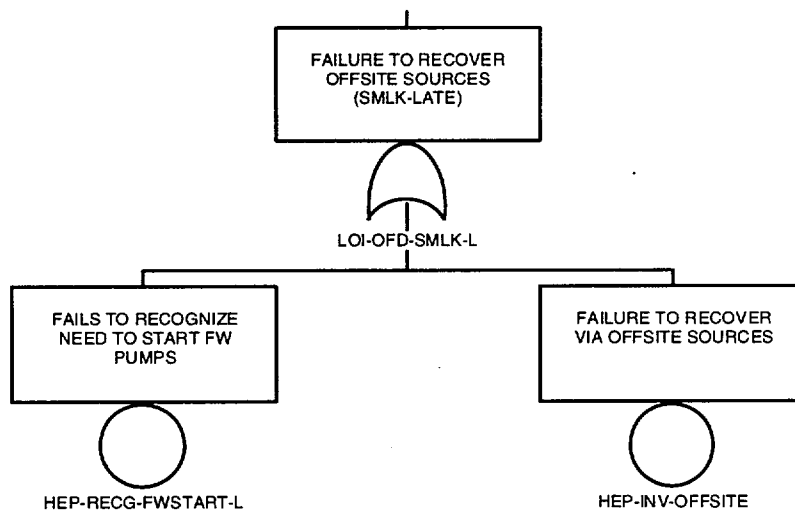 FAILURE TO RECOVER
OFFSITE SOURCES
(SMLK-LATE)
LOI-OFD-SMLK-L
FAILS TO RECOGNIZE
NEED TO START FW
PUMPS
HEP-RECG-FWSTART-L
FAILURE TO RECOVER
VIA OFFSITE SOURCES
HEP-INV-OFFSITE